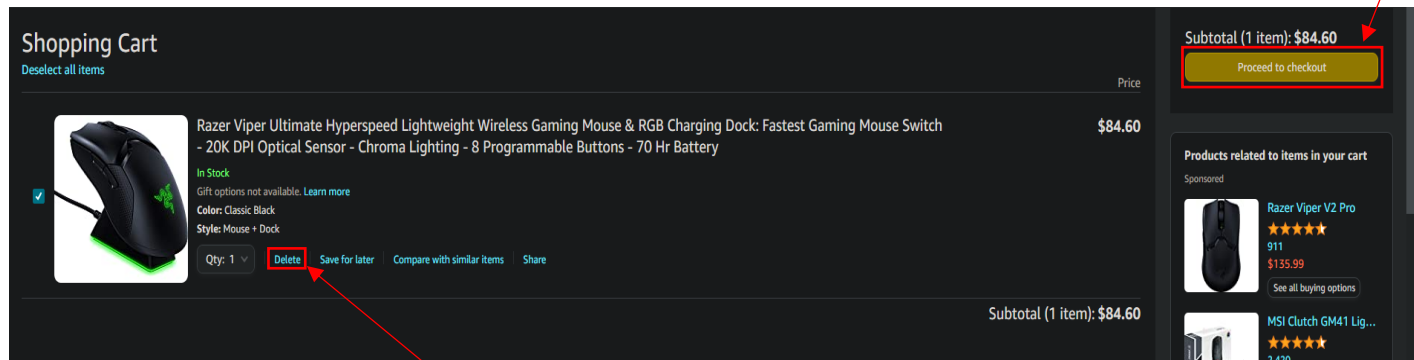 Shopping Cart
Deselect all items
Price
Razer Viper Ultimate Hyperspeed Lightweight Wireless Gaming Mouse & RGB Charging Dock: Fastest Gaming Mouse Switch
- 20K DPI Optical Sensor - Chroma Lighting - 8 Programmable Buttons - 70 Hr Battery
$84.60
In Stock
Gift options not available. Learn more
Color: Classic Black
Style: Mouse + Dock
Qty: 1
Delete
Save for later
Compare with similar items
Share
Subtotal (1 item): $84.60
Subtotal (1 item): $84.60
Proceed to checkout
Products related to items in your cart
Sponsored
Razer Viper V2 Pro
911
$135.99
See all buying options
MSI Clutch GM41 Lig...